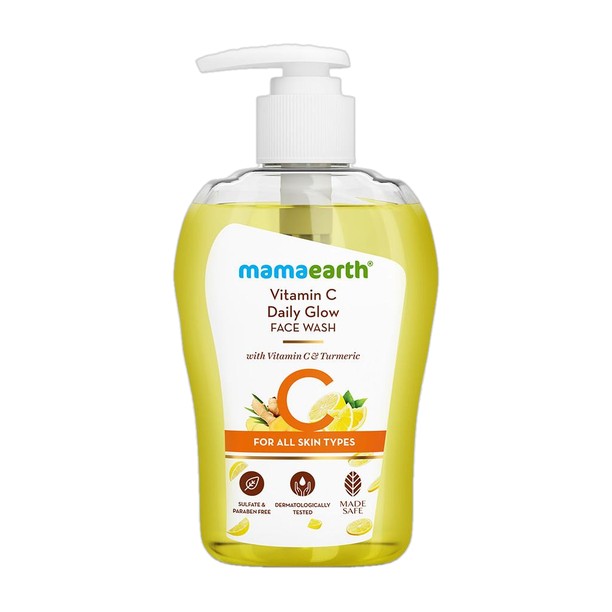 mamaearth®
Vitamin C
Daily Glow
FACE WASH
with Vitamin C & Turmeric
C
FOR ALL SKIN TYPES
SULFATE &
PARABEN FREE
DERMATOLOGICALLY
TESTED
MADE
SAFE